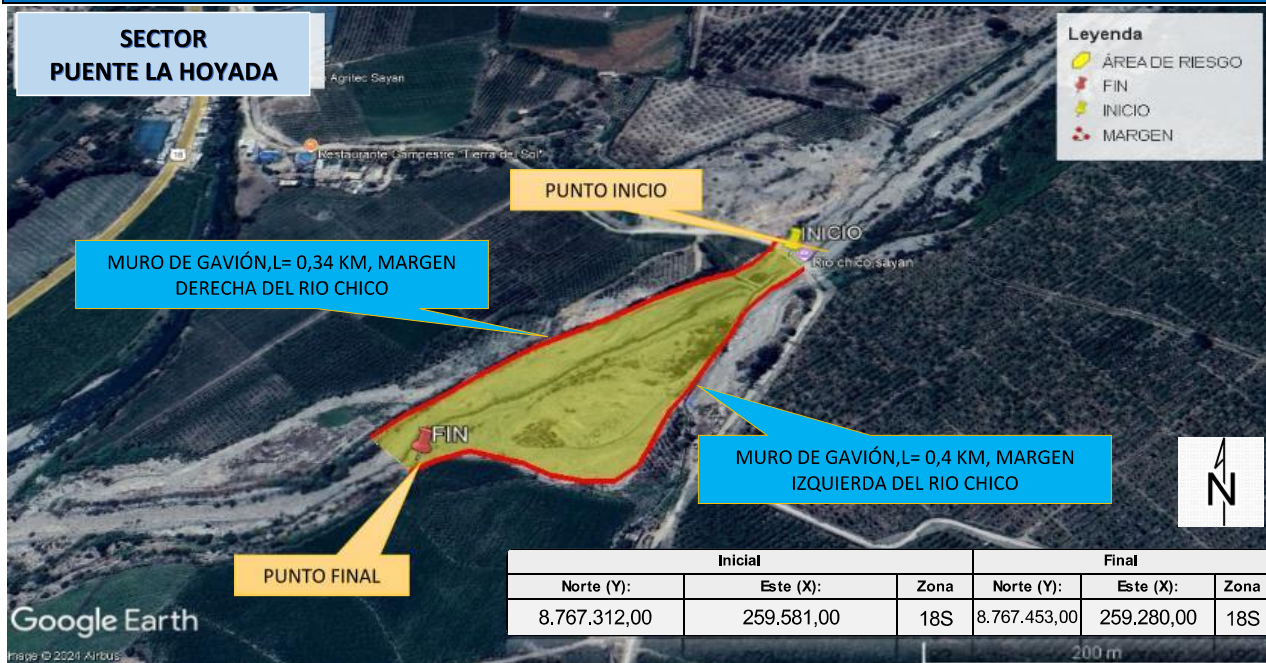 SECTOR
PUENTE LA HOYADA
Agritec Sayan
18
Restaurante Campestre "Tierra del Sol"
Leyenda
ÁREA DE RIESGO
FIN
INICIO
MARGEN
PUNTO INICIO
INICIO
Rio chico sayan
MURO DE GAVIÓN,L= 0,34 KM, MARGEN
DERECHA DEL RIO CHICO
FIN
MURO DE GAVIÓN,L= 0,4 KM, MARGEN
IZQUIERDA DEL RIO CHICO
N
PUNTO FINAL
Inicial Final
Norte (Y): Este (X): Zona Norte (Y): Este (X): Zona
8.767.312,00 259.581,00 18S 8.767.453,00 259.280,00 18S
Google Earth
Image © 2024 Airbus
200 m